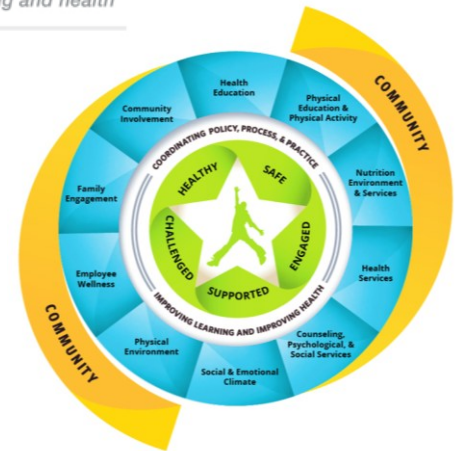 ng and health
COMMUNITY
Health
Education
Physical
Education &
Physical Activity
Nutrition
Environment
& Services
Health
Services
Counseling,
Psychological, &
Social Services
Social & Emotional
Climate
Physical
Environment
Employee
Wellness
Family
Engagement
Community
Involvement
COORDINATING POLICY, PROCESS, & PRACTICE
IMPROVING LEARNING AND IMPROVING HEALTH
HEALTHY
SAFE
ENGAGED
SUPPORTED
CHALLENGED
COMMUNITY